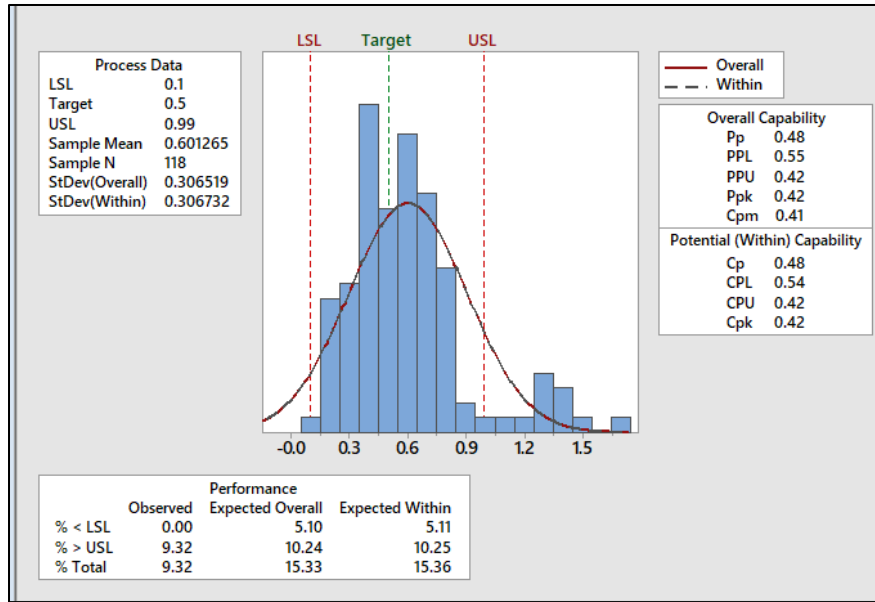 LSL Target USL
Process Data
LSL 0.1
Target 0.5
USL 0.99
Sample Mean 0.601265
Sample N 118
StDev(Overall) 0.306519
StDev(Within) 0.306732
Overall
Within
Overall Capability
Pp 0.48
PPL 0.55
PPU 0.42
Ppk 0.42
Cpm 0.41
Potential (Within) Capability
Cp 0.48
CPL 0.54
CPU 0.42
Cpk 0.42
-0.0 0.3 0.6 0.9 1.2 1.5
Performance
Observed Expected Overall Expected Within
% < LSL 0.00 5.10 5.11
% > USL 9.32 10.24 10.25
% Total 9.32 15.33 15.36